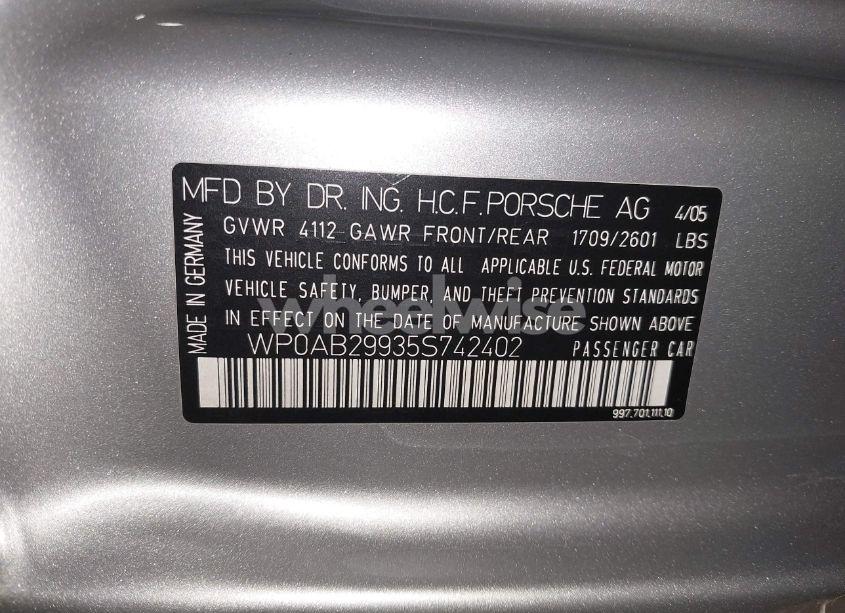 MFD BY DR. ING. H.C.F.PORSCHE AG 4/05
GVWR 4112 GAWR FRONT/REAR 1709/2601 LBS
THIS VEHICLE CONFORMS TO ALL APPLICABLE U.S. FEDERAL MOTOR
VEHICLE SAFETY, BUMPER, AND THEFT PREVENTION STANDARDS
IN EFFECT ON THE DATE OF MANUFACTURE SHOWN ABOVE
WP0AB29935S742402 PASSENGER CAR
997.701.111.10
MADE IN GERMANY
wheelwise